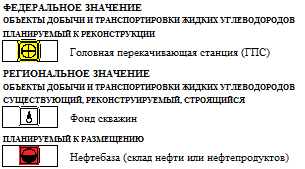 ФЕДЕРАЛЬНОЕ ЗНАЧЕНИЕ
ОБЪЕКТЫ ДОБЫЧИ И ТРАНСПОРТИРОВКИ ЖИДКИХ УГЛЕВОДОРОДОВ
ПЛАНИРУЕМЫЙ К РЕКОНСТРУКЦИИ
Головная перекачивающая станция (ГПС)
РЕГИОНАЛЬНОЕ ЗНАЧЕНИЕ
ОБЪЕКТЫ ДОБЫЧИ И ТРАНСПОРТИРОВКИ ЖИДКИХ УГЛЕВОДОРОДОВ
СУЩЕСТВУЮЩИЙ, РЕКОНСТРУИРУЕМЫЙ, СТРОЯЩИЙСЯ
Фонд скважин
ПЛАНИРУЕМЫЙ К РАЗМЕЩЕНИЮ
Нефтебаза (склад нефти или нефтепродуктов)